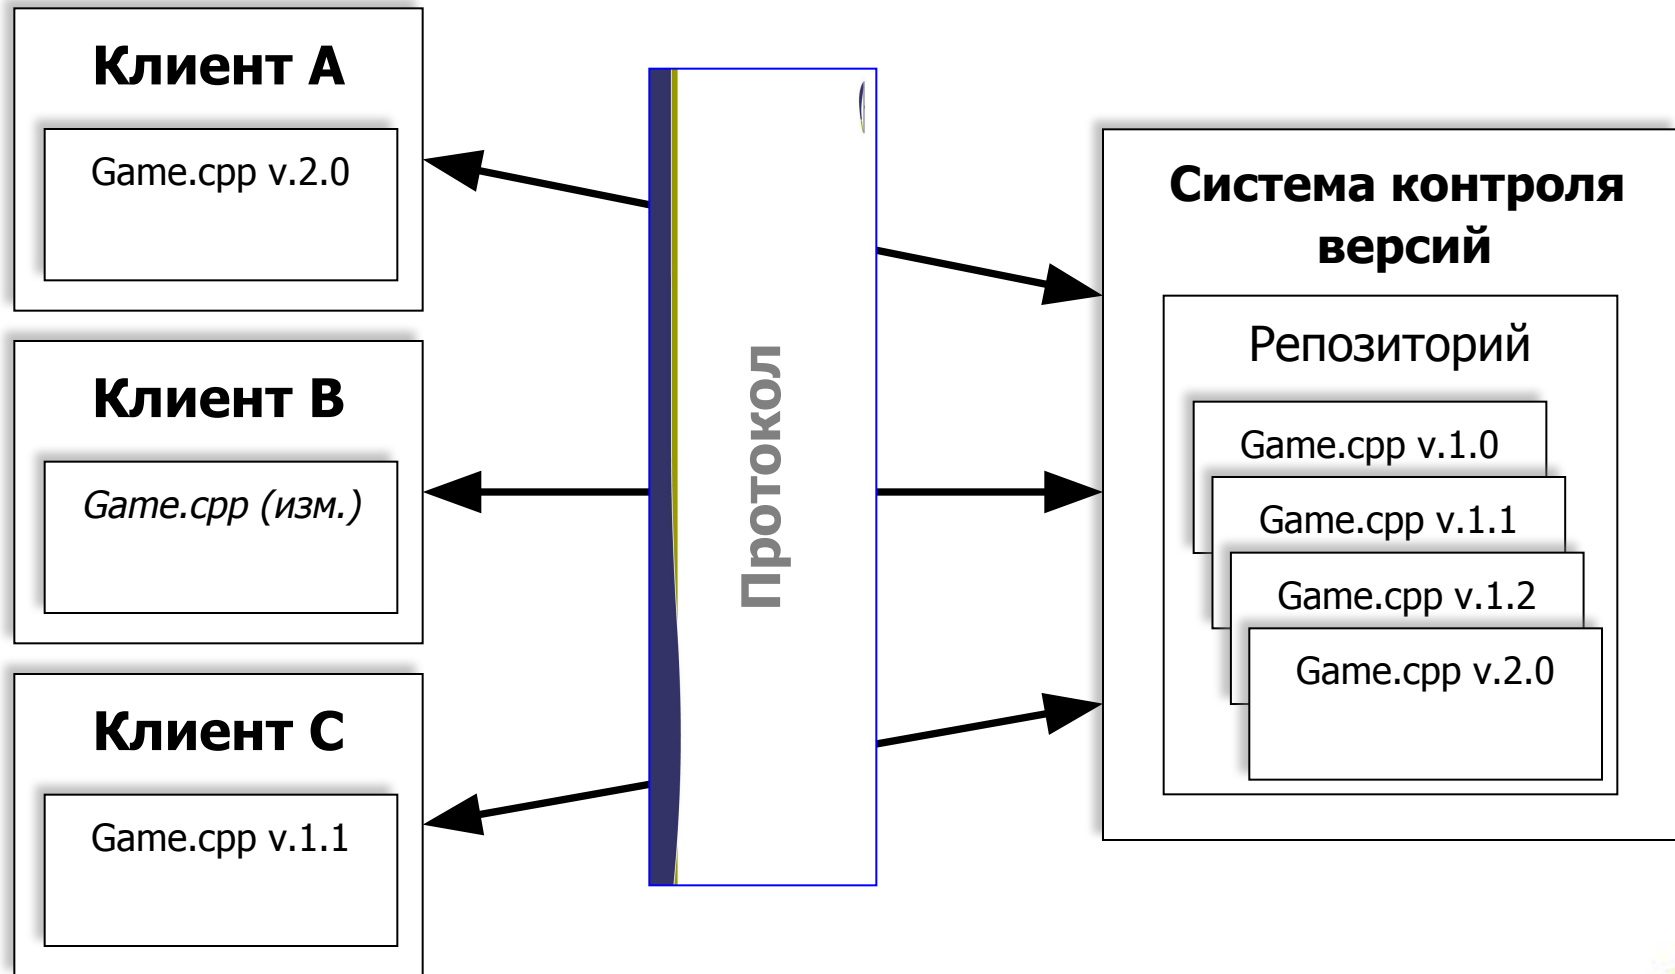 Клиент A
Game.cpp v.2.0
Клиент B
Game.cpp (изм.)
Клиент C
Game.cpp v.1.1
Протокол
Система контроля
версий
Репозиторий
Game.cpp v.1.0
Game.cpp v.1.1
Game.cpp v.1.2
Game.cpp v.2.0